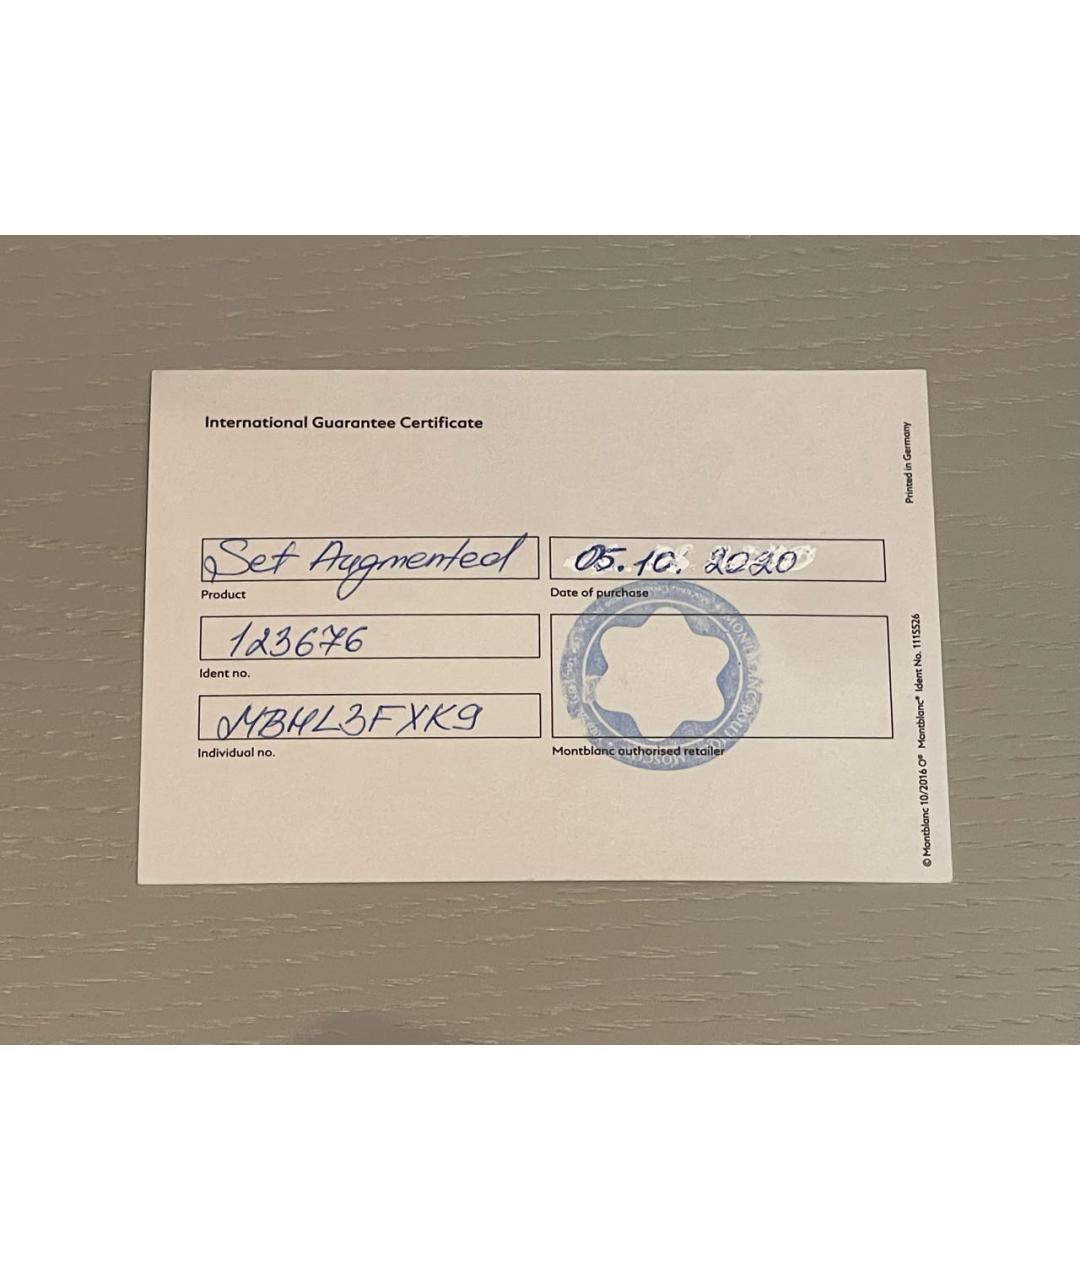 International Guarantee Certificate
Set Augmented
Product
05.10. 2020
Date of purchase
123676
Ident no.
MBHL3FXK9
Individual no.
Montblanc authorised retailer
Printed in Germany
© Montblanc 10/2016 O® Montblanc® Ident No. 1115526